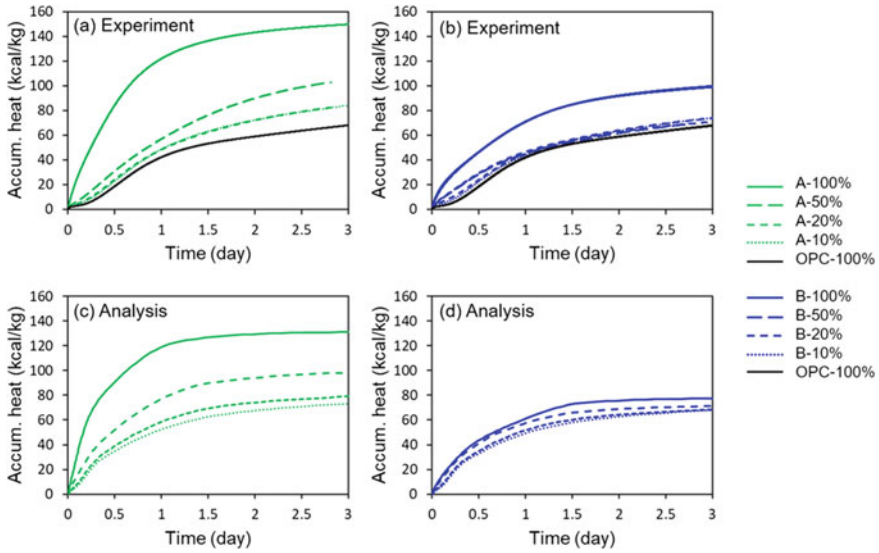 (a) Experiment
Accum. heat (kcal/kg)
160
140
120
100
80
60
40
20
0
0 0.5 1 1.5 2 2.5 3
Time (day)
(b) Experiment
Accum. heat (kcal/kg)
160
140
120
100
80
60
40
20
0
0 0.5 1 1.5 2 2.5 3
Time (day)
(c) Analysis
Accum. heat (kcal/kg)
160
140
120
100
80
60
40
20
0
0 0.5 1 1.5 2 2.5 3
Time (day)
(d) Analysis
Accum. heat (kcal/kg)
160
140
120
100
80
60
40
20
0
0 0.5 1 1.5 2 2.5 3
Time (day)
A-100%
A-50%
A-20%
A-10%
OPC-100%
B-100%
B-50%
B-20%
B-10%
OPC-100%